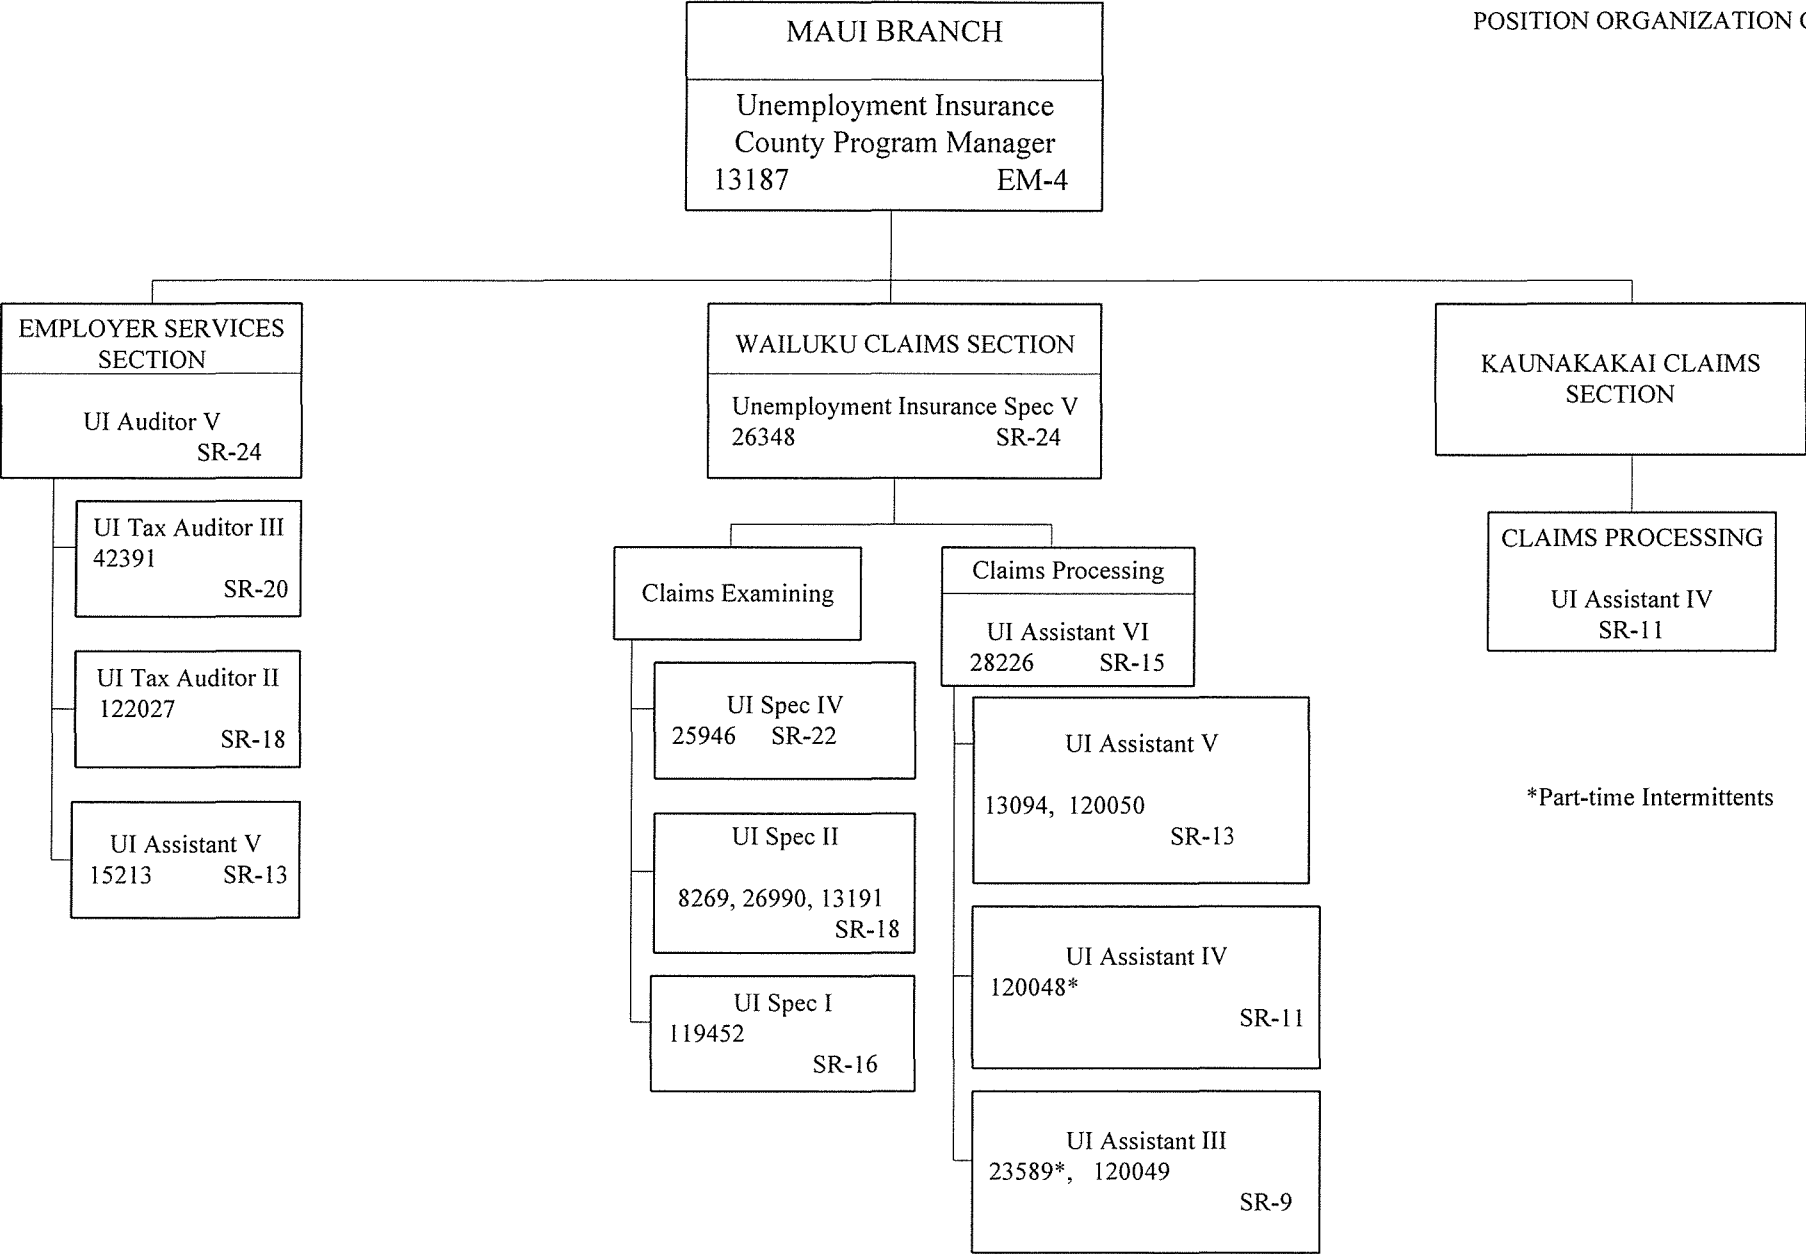 POSITION ORGANIZATION
MAUI BRANCH
Unemployment Insurance
County Program Manager
13187 EM-4
EMPLOYER SERVICES
SECTION
UI Auditor V
SR-24
UI Tax Auditor III
42391
SR-20
UI Tax Auditor II
122027
SR-18
UI Assistant V
15213 SR-13
WAILUKU CLAIMS SECTION
Unemployment Insurance Spec V
26348 SR-24
Claims Examining
UI Spec IV
25946 SR-22
UI Spec II
8269, 26990, 13191
SR-18
UI Spec I
119452
SR-16
Claims Processing
UI Assistant VI
28226 SR-15
UI Assistant V
13094, 120050
SR-13
UI Assistant IV
120048*
SR-11
UI Assistant III
23589*, 120049
SR-9
KAUNAKAKAI CLAIMS
SECTION
CLAIMS PROCESSING
UI Assistant IV
SR-11
*Part-time Intermittents